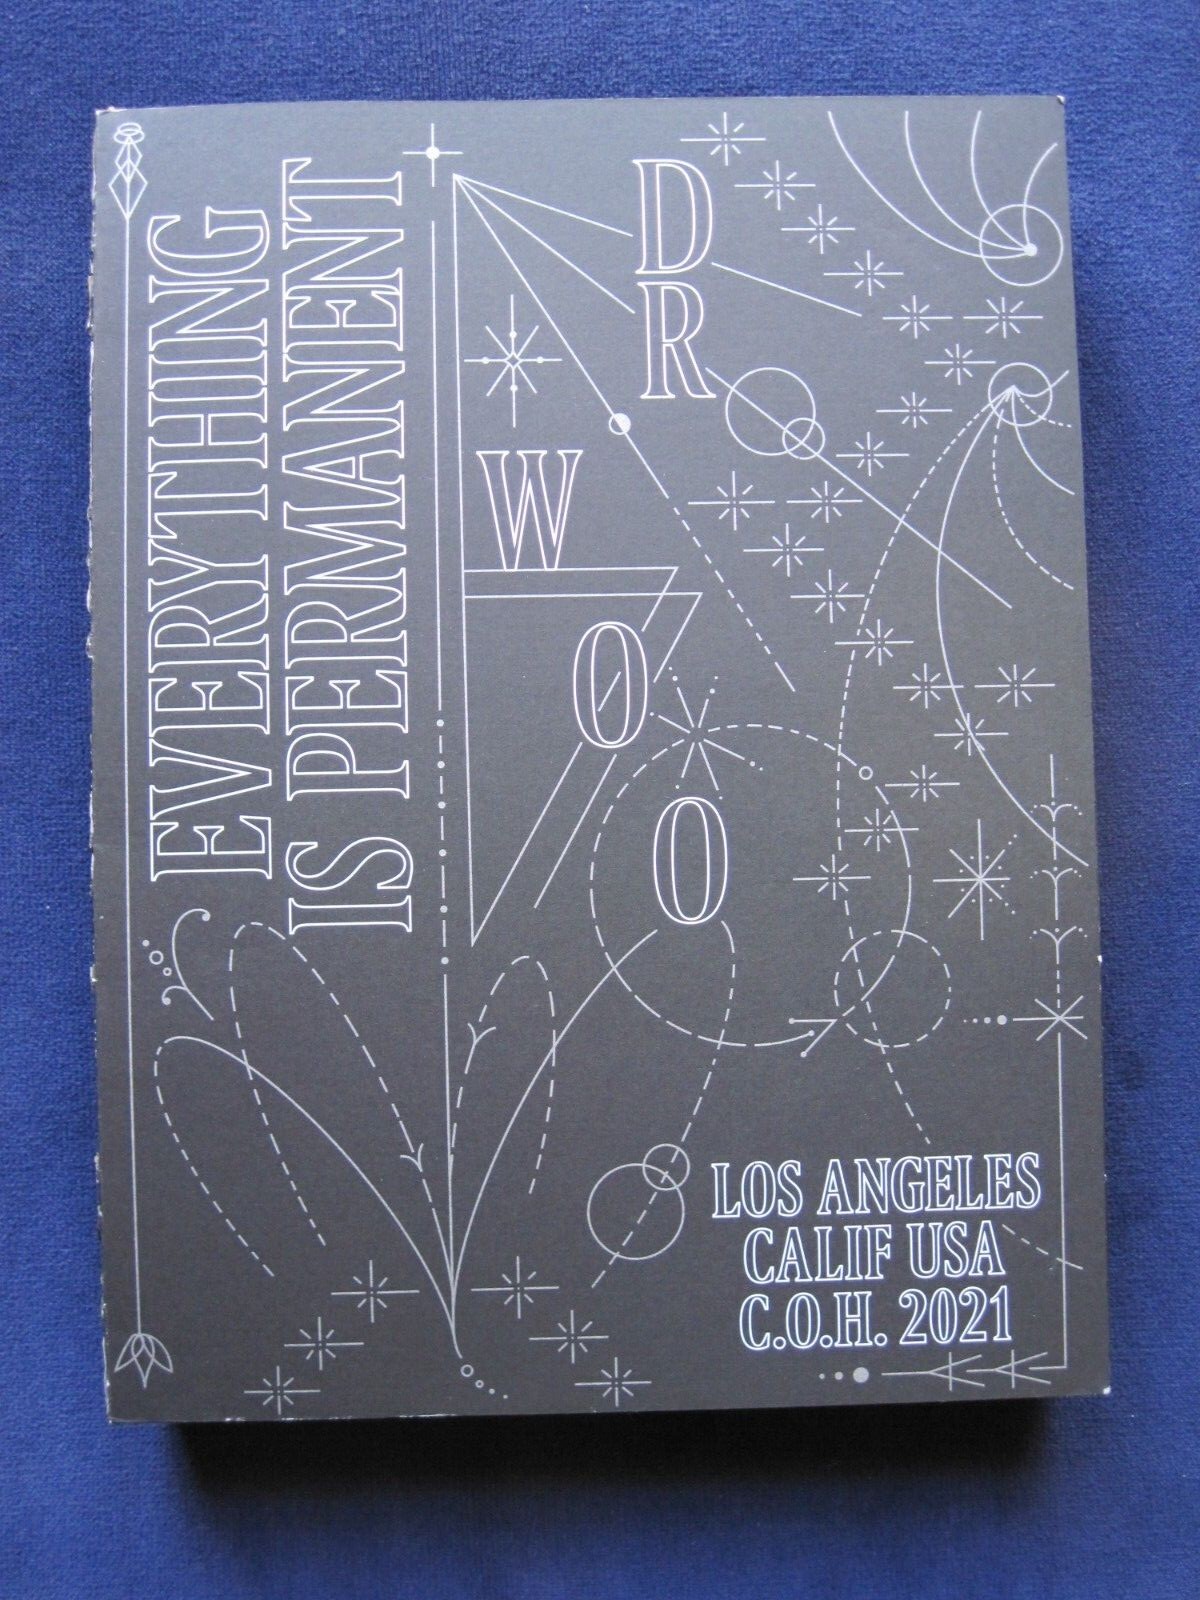 EVERYTHING
IS PERMANENT
DR
WOO
LOS ANGELES
CALIF USA
C.O.H. 2021